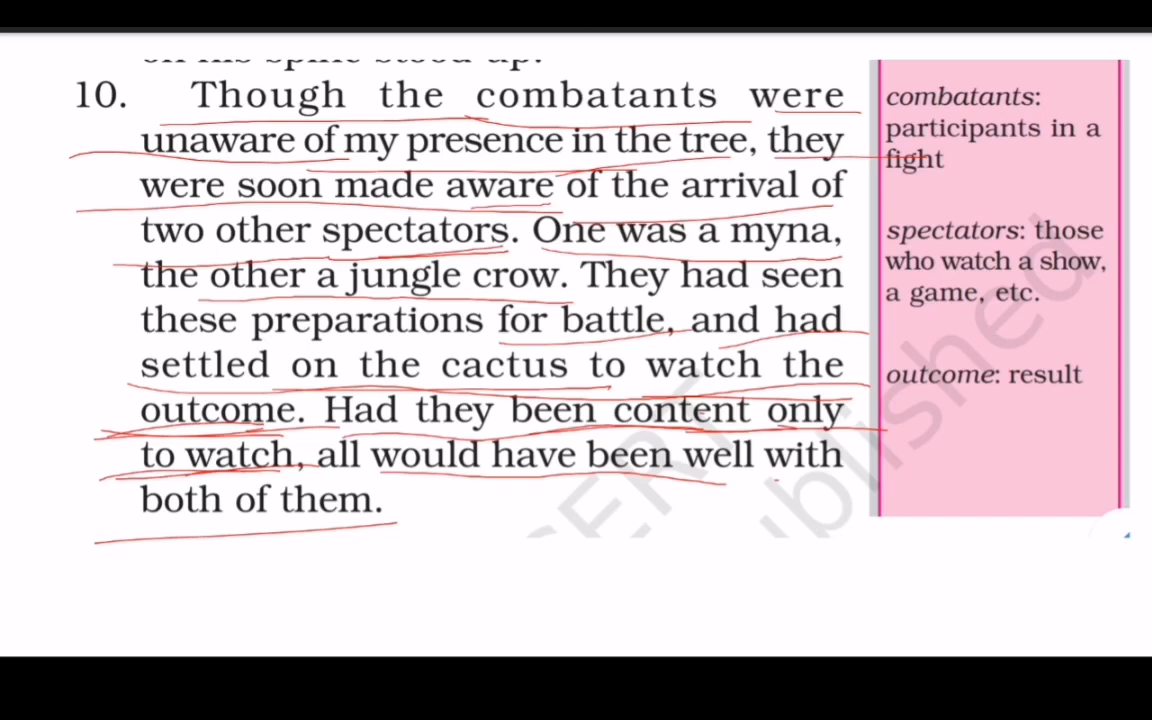 10. Though the combatants were
unaware of my presence in the tree, they
were soon made aware of the arrival of
two other spectators. One was a myna,
the other a jungle crow. They had seen
these preparations for battle, and had
settled on the cactus to watch the
outcome. Had they been content only
to watch, all would have been well with
both of them.
combatants:
participants in a
fight
spectators: those
who watch a show,
a game, etc.
outcome: result